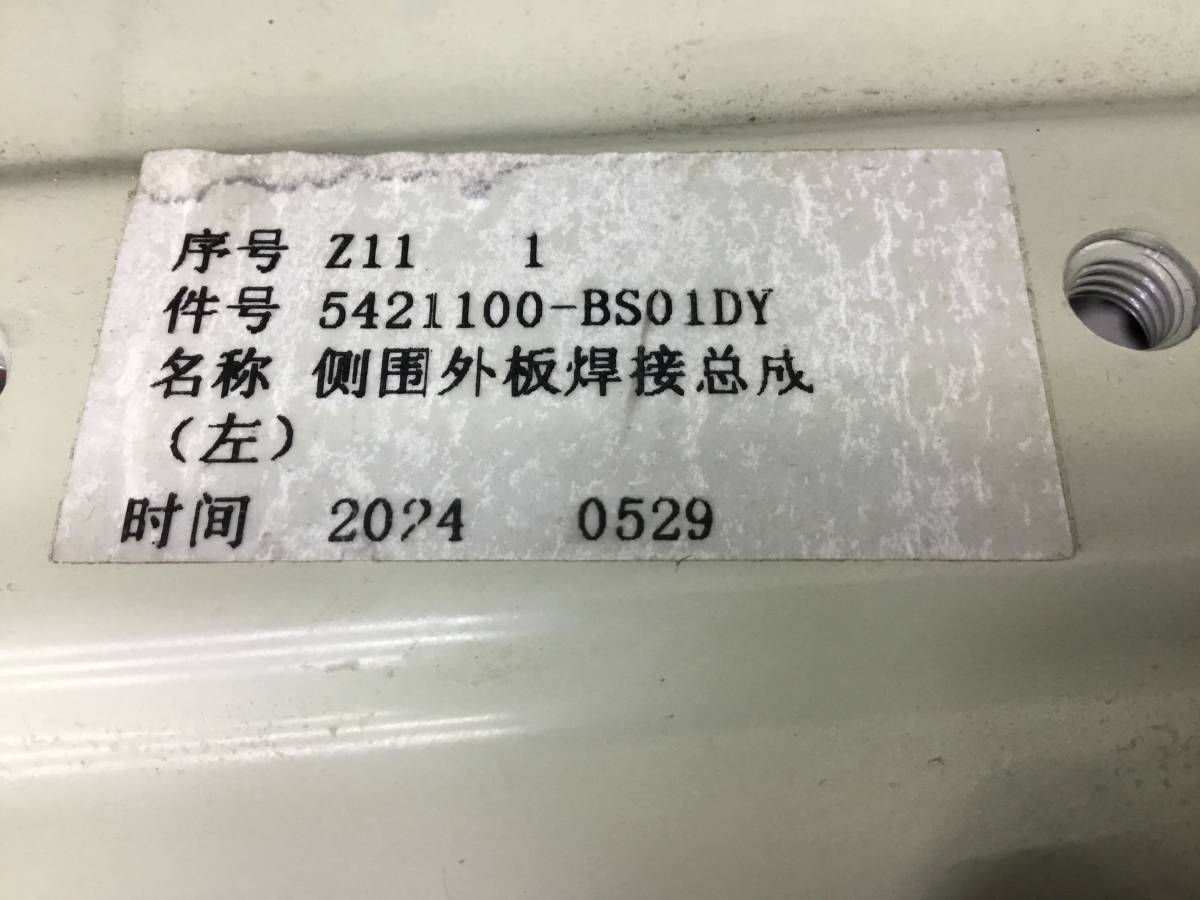 序号 Z11 1
件号 5421100-BS01DY
名称 侧围外板焊接总成
（左）
时间 2024 0529